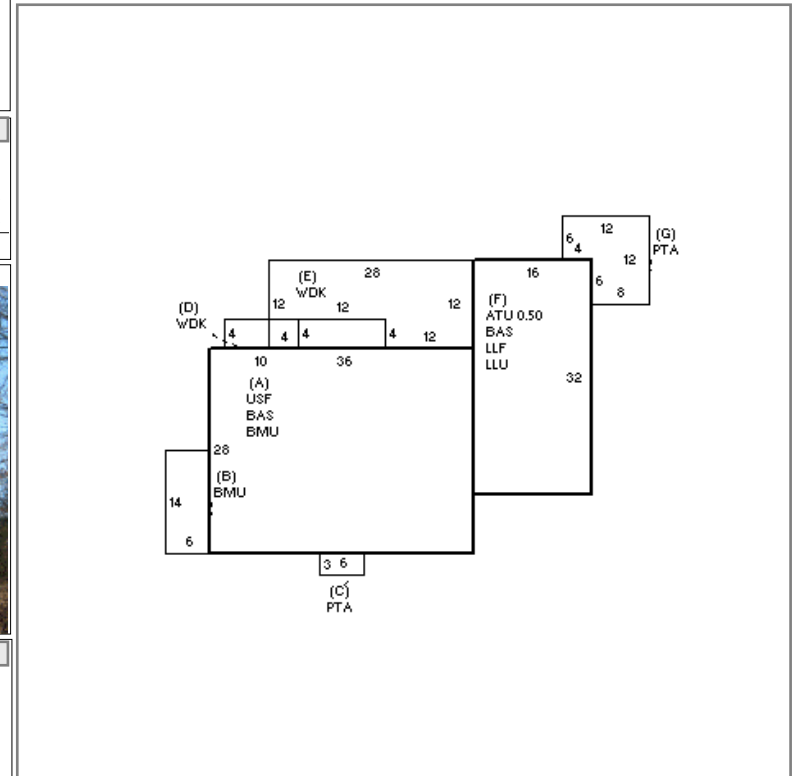 12
(G)
PTA
6
4
12
6
8
(E)
WDK
28
16
(F)
ATU 0.50
BAS
LLF
LLU
12
12
12
(D)
WDK
4
4
4
4
12
10
36
32
(A)
USF
BAS
BMU
28
(B)
BMU
14
6
3 6
(C)
PTA